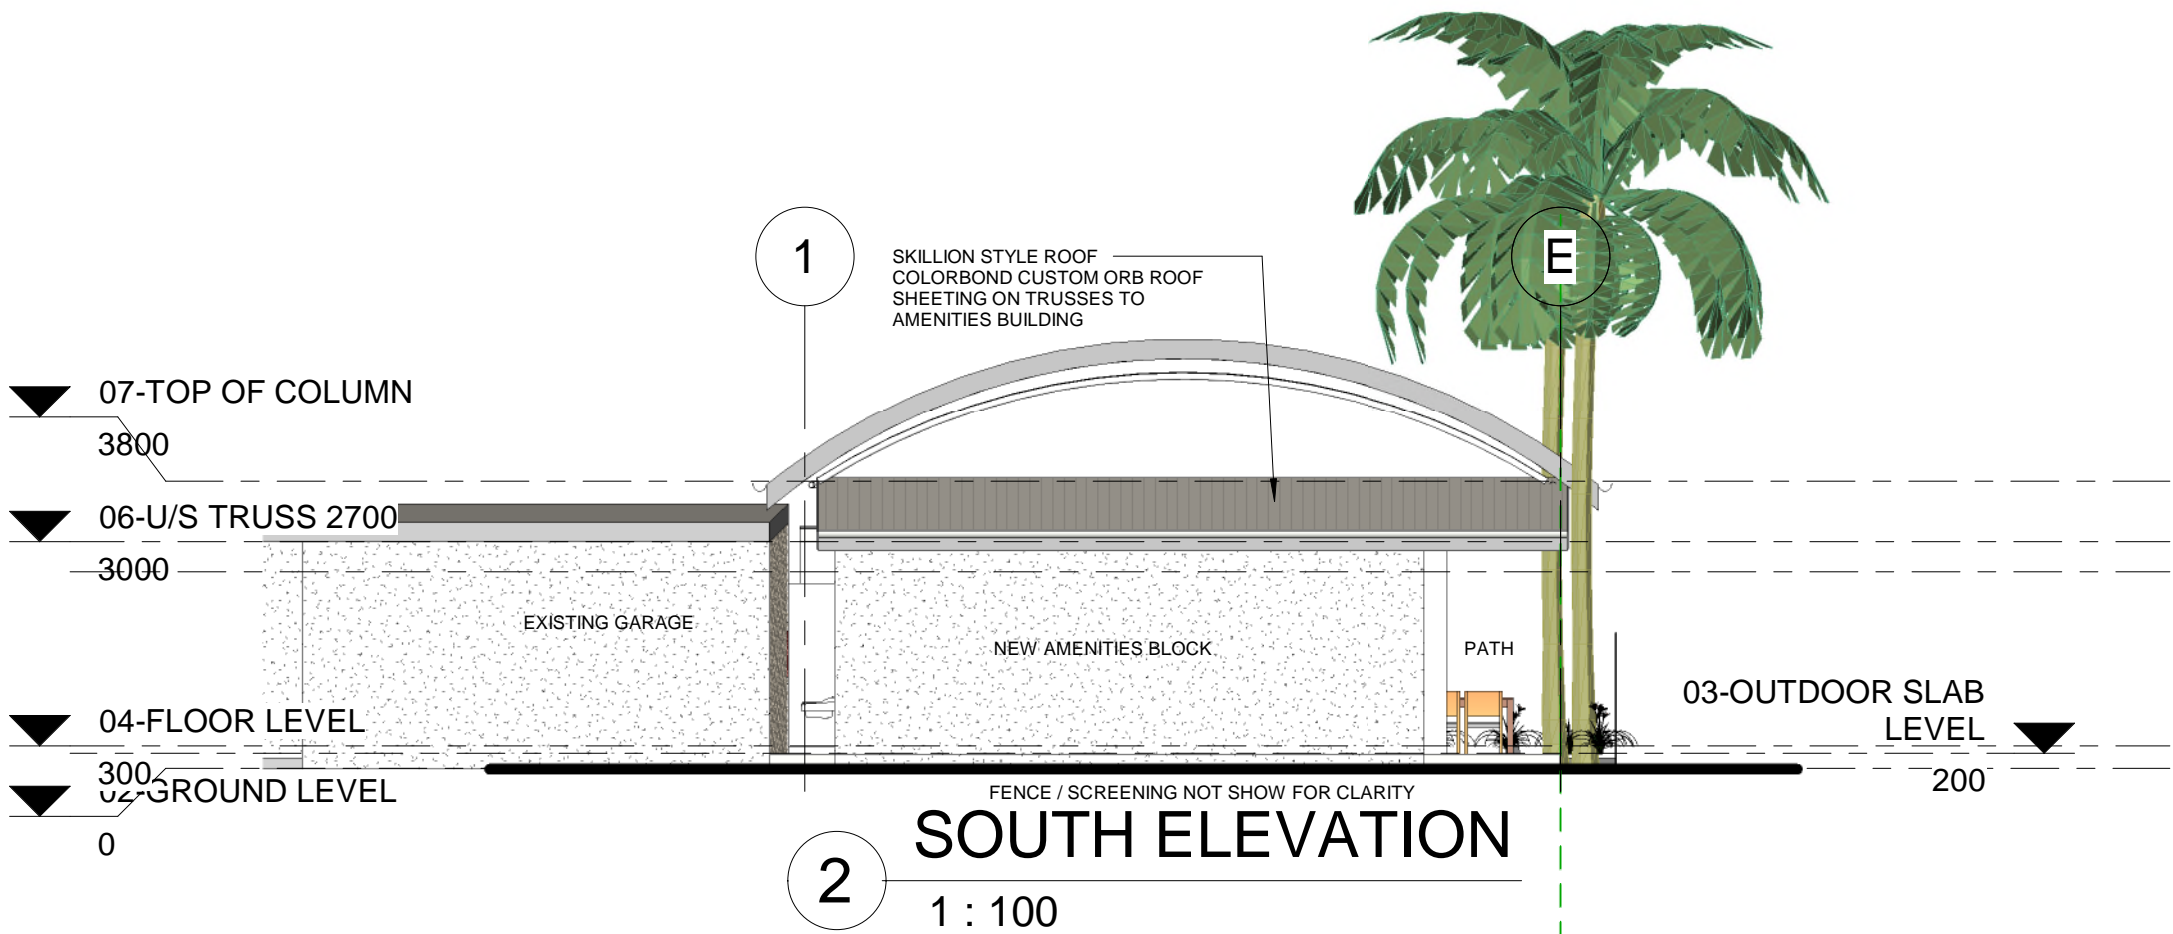 1
E
SKILLION STYLE ROOF
COLORBOND CUSTOM ORB ROOF
SHEETING ON TRUSSES TO
AMENITIES BUILDING
07-TOP OF COLUMN
3800
06-U/S TRUSS 2700
3000
EXISTING GARAGE
NEW AMENITIES BLOCK
PATH
04-FLOOR LEVEL
300
02-GROUND LEVEL
0
03-OUTDOOR SLAB
LEVEL
200
FENCE / SCREENING NOT SHOW FOR CLARITY
SOUTH ELEVATION
2
1 : 100